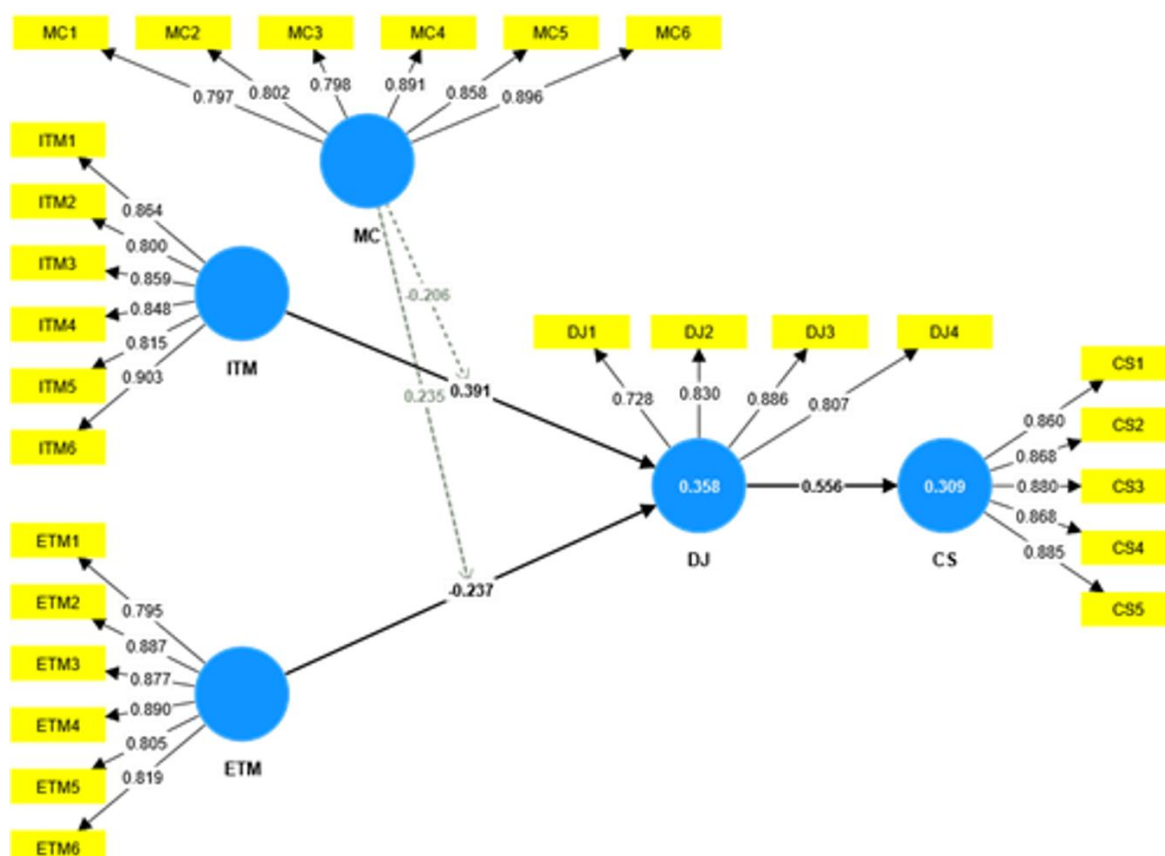 MC1 MC2 MC3 MC4 MC5 MC6
0.797 0.802 0.798 0.891 0.858 0.896
MC
ITM1
ITM2
ITM3
ITM4
ITM5
ITM6
0.864
0.800
0.859
0.848
0.815
0.903
ITM
-0.206
0.235
0.391
-0.237
ETM1
ETM2
ETM3
ETM4
ETM5
ETM6
0.795
0.887
0.877
0.890
0.805
0.819
ETM
DJ1 DJ2 DJ3 DJ4
0.728 0.830 0.886 0.807
0.358
DJ
0.556
0.309
CS
0.860
0.868
0.880
0.868
0.885
CS1
CS2
CS3
CS4
CS5